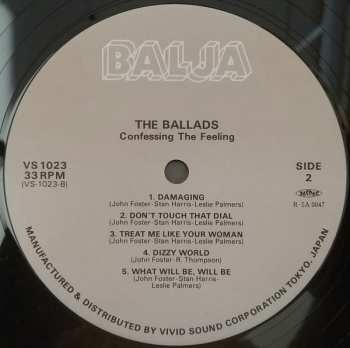 BALJA
THE BALLADS
Confessing The Feeling
VS 1023
33 RPM
(VS-1023-B)
SIDE
2
R-5A 0047
1. DAMAGING
(John Foster-Stan Harris-Leslie Palmers)
2. DON'T TOUCH THAT DIAL
(John Foster-Stan Harris-Leslie Palmers)
3. TREAT ME LIKE YOUR WOMAN
(John Foster-Stan Harris-Leslie Palmers)
4. DIZZY WORLD
(John Foster-R. Thompson)
5. WHAT WILL BE, WILL BE
(John Foster-Stan Harris-
Leslie Palmers)
MANUFACTURED & DISTRIBUTED BY VIVID SOUND CORPORATION TOKYO, JAPAN